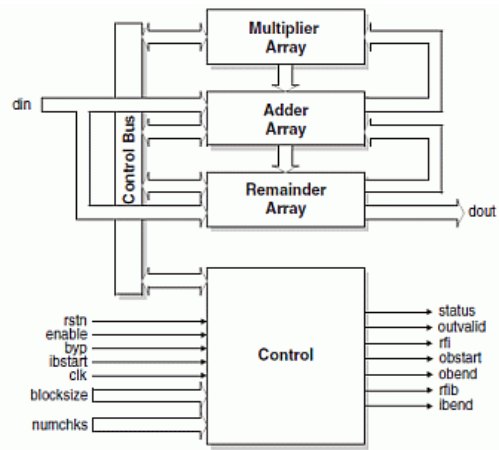 Multiplier
Array
din
Adder
Array
Control Bus
Remainder
Array
dout
rstn
enable
byp
ibstart
clk
blocksize
numchks
Control
status
outvalid
rfi
obstart
obend
rfib
ibend